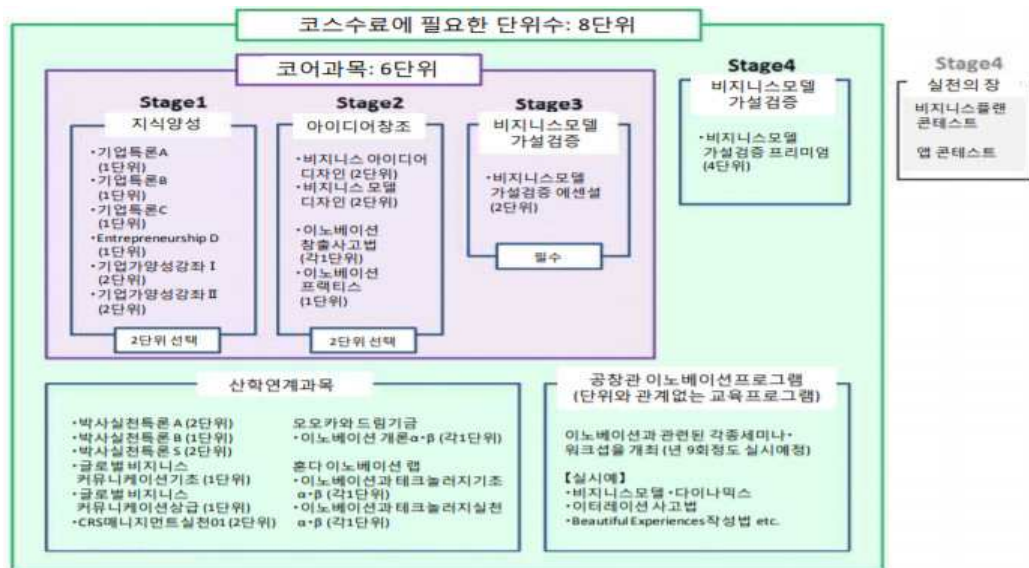 코스수료에 필요한 단위수: 8단위
코어과목: 6단위
Stage1
지식양성
·기업특론A
(1단위)
·기업특론B
(1단위)
·기업특론C
(1단위)
·Entrepreneurship D
(1단위)
·기업가양성강좌 I
(2단위)
·기업가양성강좌 II
(2단위)
2단위 선택
Stage2
아이디어창조
·비지니스 아이디어
디자인 (2단위)
·비지니스 모델
디자인 (2단위)
·이노베이션
창출사고법
(각1단위)
·이노베이션
프랙티스
(1단위)
2단위 선택
Stage3
비지니스모델
가설검증
·비지니스모델
가설검증 에센셜
(2단위)
필수
Stage4
비지니스모델
가설검증
·비지니스모델
가설검증 프리미엄
(4단위)
Stage4
실전의 장
비지니스플랜
콘테스트
앱 콘테스트
산학연계과목
·박사실천특론 A (2단위)
·박사실천특론 B (1단위)
·박사실천특론 S (2단위)
·글로벌 비지니스
커뮤니케이션기초 (1단위)
·글로벌 비지니스
커뮤니케이션상급 (1단위)
·CRS매니지먼트실천01 (2단위)
오오카와 드림기금
·이노베이션 개론α·β (각1단위)
혼다 이노베이션 랩
·이노베이션과 테크놀러지기초
α·β (각1단위)
·이노베이션과 테크놀러지실천
α·β (각1단위)
공창관 이노베이션프로그램
(단위와 관계없는 교육프로그램)
이노베이션과 관련된 각종세미나·
워크섭을 개최 (년 9회정도 실시예정)
【실시예】
·비지니스모델·다이나믹스
·이터레이션 사고법
·Beautiful Experiences작성법 etc.